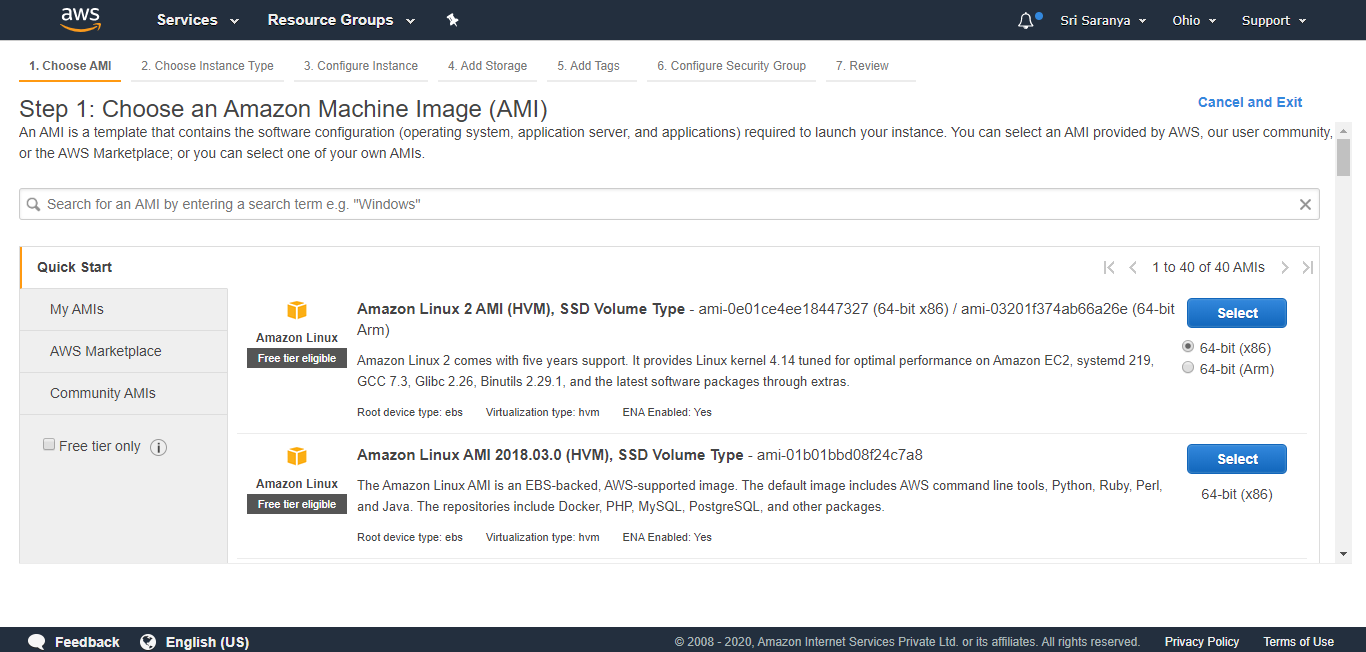 aws Services Resource Groups Sri Saranya Ohio Support
1. Choose AMI 2. Choose Instance Type 3. Configure Instance 4. Add Storage 5. Add Tags 6. Configure Security Group 7. Review
Step 1: Choose an Amazon Machine Image (AMI)
Cancel and Exit
An AMI is a template that contains the software configuration (operating system, application server, and applications) required to launch your instance. You can select an AMI provided by AWS, our user community,
or the AWS Marketplace; or you can select one of your own AMIs.
Search for an AMI by entering a search term e.g. "Windows"
Quick Start
1 to 40 of 40 AMIs
My AMIs
AWS Marketplace
Community AMIs
Free tier only
Amazon Linux
Free tier eligible
Amazon Linux 2 AMI (HVM), SSD Volume Type - ami-0e01ce4ee18447327 (64-bit x86) / ami-03201f374ab66a26e (64-bit
Arm)
Amazon Linux 2 comes with five years support. It provides Linux kernel 4.14 tuned for optimal performance on Amazon EC2, systemd 219,
GCC 7.3, Glibc 2.26, Binutils 2.29.1, and the latest software packages through extras.
Root device type: ebs Virtualization type: hvm ENA Enabled: Yes
Select
64-bit (x86)
64-bit (Arm)
Amazon Linux
Free tier eligible
Amazon Linux AMI 2018.03.0 (HVM), SSD Volume Type - ami-01b01bbd08f24c7a8
The Amazon Linux AMI is an EBS-backed, AWS-supported image. The default image includes AWS command line tools, Python, Ruby, Perl,
and Java. The repositories include Docker, PHP, MySQL, PostgreSQL, and other packages.
Root device type: ebs Virtualization type: hvm ENA Enabled: Yes
Select
64-bit (x86)
Feedback English (US) © 2008 - 2020, Amazon Internet Services Private Ltd. or its affiliates. All rights reserved. Privacy Policy Terms of Use